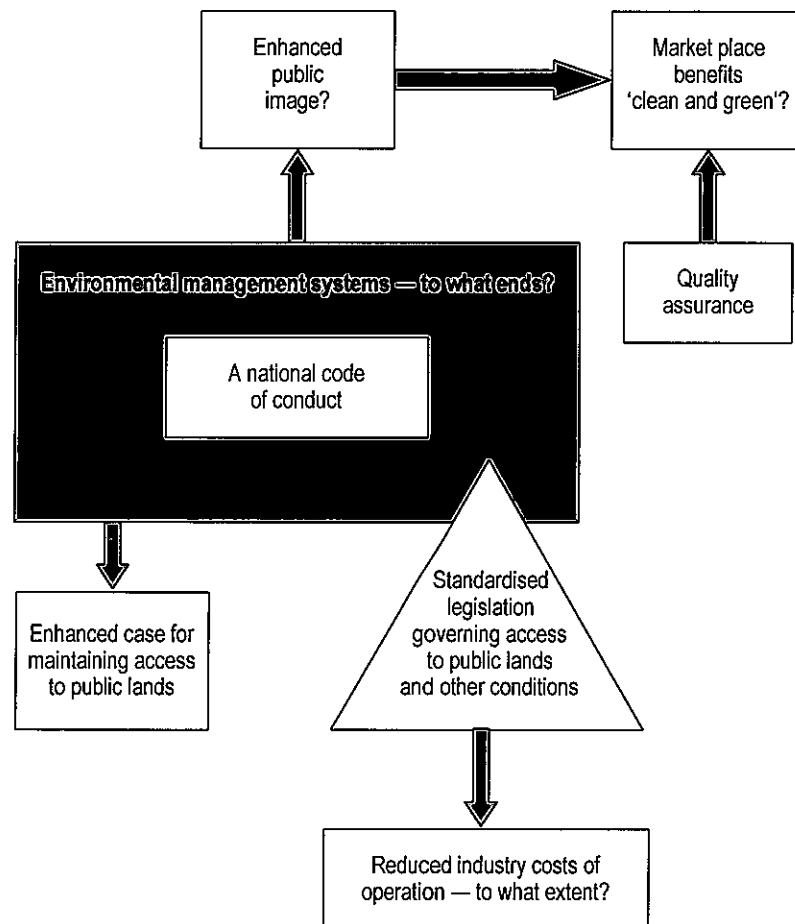 Enhanced
public
image?
Market place
benefits
‘clean and green‘?
Environmental management systems — to what ends?
Quality
assurance
A national code
of conduct
Standardised
legislation
governing access
to public lands
and other conditions
Enhanced case for
maintaining access
to public lands
Reduced industry costs of
operation — to what extent?